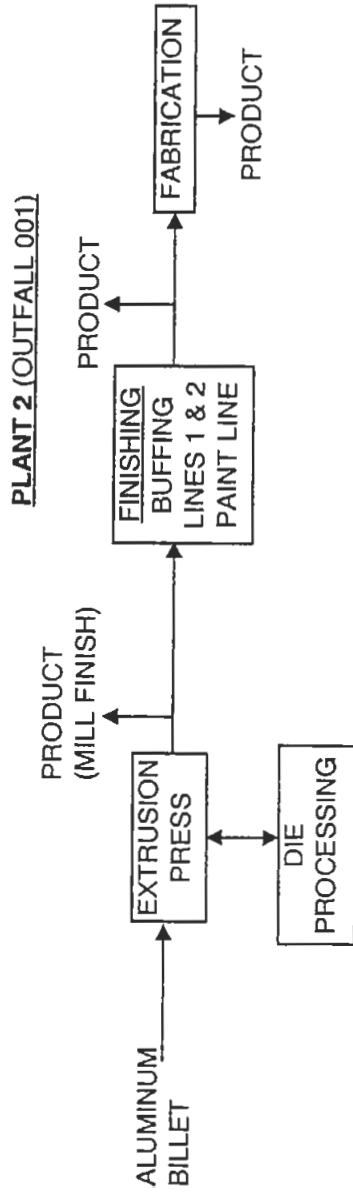 PLANT 2 (OUTFALL 001)
ALUMINUM
BILLET
EXTRUSION
PRESS
DIE
PROCESSING
PRODUCT
(MILL FINISH)
FINISHING
BUFFING
LINES 1 & 2
PAINT LINE
PRODUCT
FABRICATION
PRODUCT